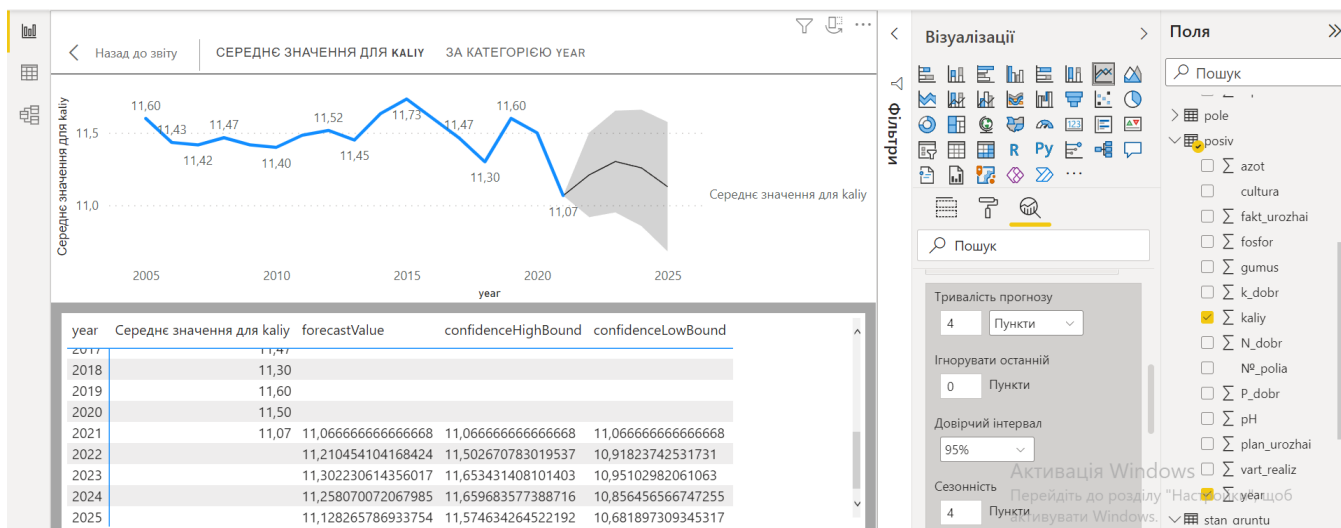 Назад до звіту
СЕРЕДНЄ ЗНАЧЕННЯ ДЛЯ KALIY ЗА КАТЕГОРІЄЮ YEAR
Середнє значення для kaliy
11,5
11,0
11,60
11,43
11,42
11,47
11,40
11,52
11,45
11,73
11,47
11,30
11,60
11,07
Середнє значення для kaliy
2005 2010 2015 2020 2025
year
year Середнє значення для kaliy forecastValue confidenceHighBound confidenceLowBound
2017 11,47
2018 11,30
2019 11,60
2020 11,50
2021 11,07 11,066666666666668 11,066666666666668 11,066666666666668
2022 11,210454104168424 11,502670783019537 10,91823742531731
2023 11,302230614356017 11,653431408101403 10,95102982061063
2024 11,258070072067985 11,659683577388716 10,856456566747255
2025 11,128265786933754 11,574634264522192 10,681897309345317
Фільтри
Візуалізації
123
R Py
Пошук
Тривалість прогнозу
4 Пункти
Ігнорувати останній
0 Пункти
Довірчий інтервал
95%
Сезонність
4 Пункти
Поля
Пошук
pole
posiv
azot
cultura
fakt_urozhai
fosfor
gumus
k_dobr
kaliy
N_dobr
№_polia
P_dobr
pH
plan_urozhai
vart_realiz
year
stan_gruntu
Активація Windows
Перейдіть до розділу "Настройки", щоб
активувати Windows.